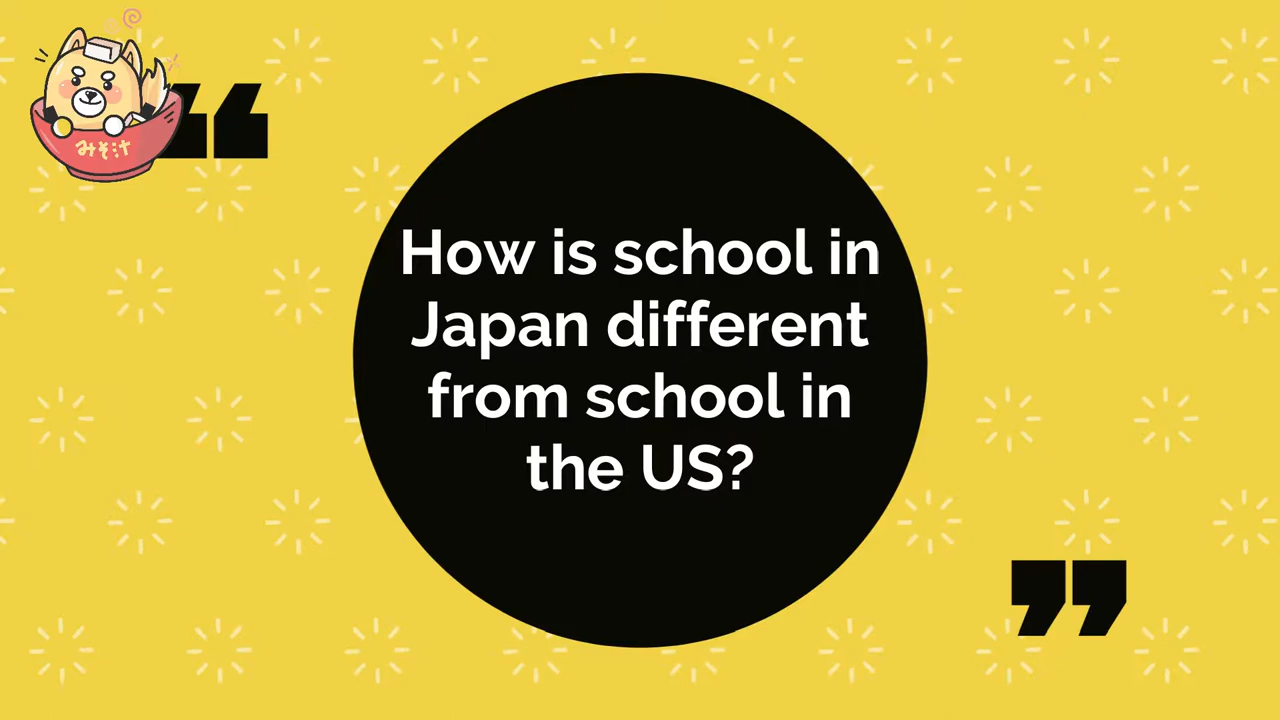 みそ汁
How is school in
Japan different
from school in
the US?